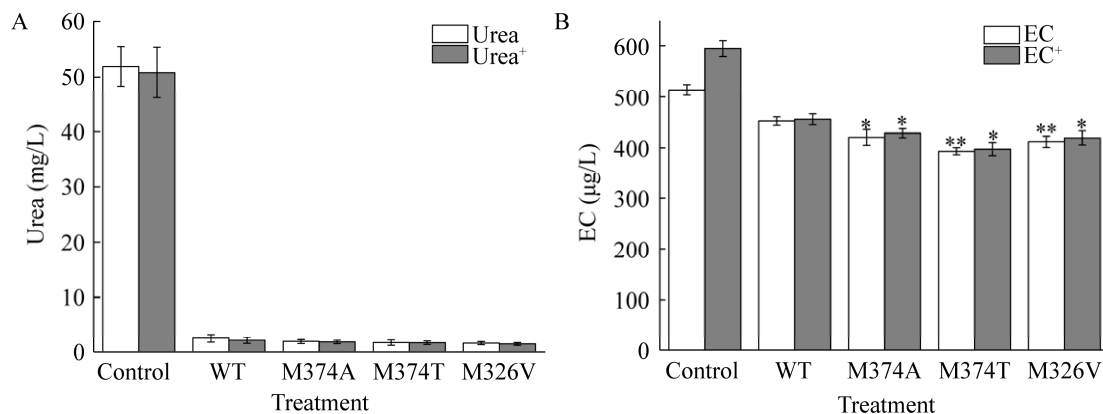 A
60
50
40
30
20
10
0
Urea (mg/L)
Urea
Urea⁺
Control WT M374A M374T M326V
Treatment
B
600
500
400
300
200
100
0
EC (μg/L)
EC
EC⁺
* * ** * ** *
Control WT M374A M374T M326V
Treatment